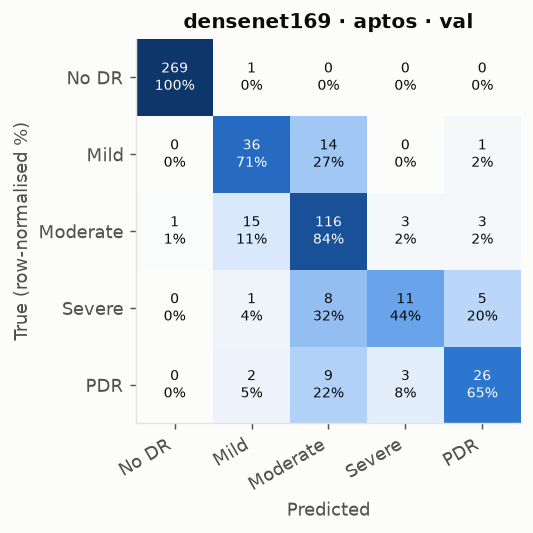 densenet169 · aptos · val
True (row-normalised %)
No DR
269 1 0 0 0
100% 0% 0% 0% 0%
Mild
0 36 14 0 1
0% 71% 27% 0% 2%
Moderate
1 15 116 3 3
1% 11% 84% 2% 2%
Severe
0 1 8 11 5
0% 4% 32% 44% 20%
PDR
0 2 9 3 26
0% 5% 22% 8% 65%
No DR Mild Moderate Severe PDR
Predicted